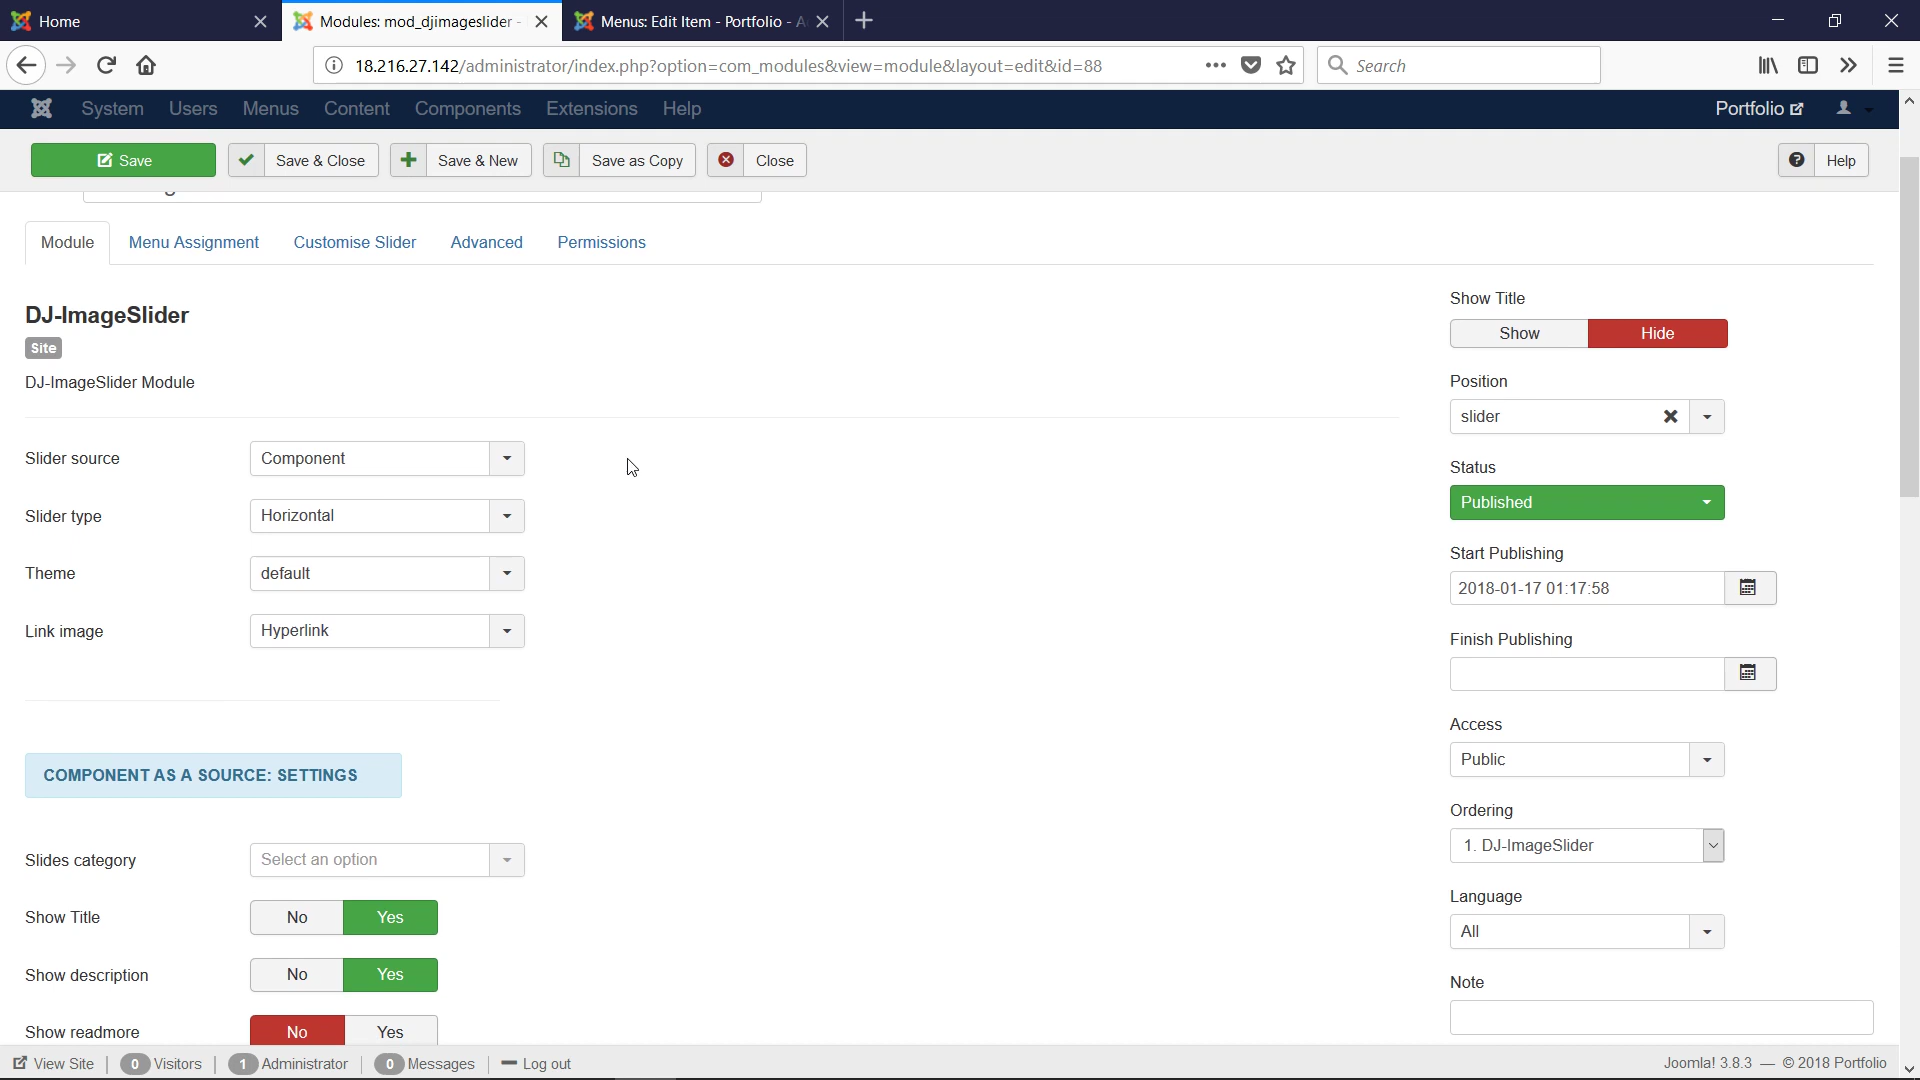 Home
Modules: mod_djimageslider -
Menus: Edit Item - Portfolio - A
18.216.27.142/administrator/index.php?option=com_modules&view=module&layout=edit&id=88
Search
System Users Menus Content Components Extensions Help
Portfolio
Save
Save & Close
Save & New
Save as Copy
Close
Help
Module
Menu Assignment
Customise Slider
Advanced
Permissions
DJ-ImageSlider
Site
DJ-ImageSlider Module
Slider source
Component
Slider type
Horizontal
Theme
default
Link image
Hyperlink
COMPONENT AS A SOURCE: SETTINGS
Slides category
Select an option
Show Title
No Yes
Show description
No Yes
Show readmore
No Yes
Show Title
Show Hide
Position
slider
Status
Published
Start Publishing
2018-01-17 01:17:58
Finish Publishing
Access
Public
Ordering
1. DJ-ImageSlider
Language
All
Note
View Site
0 Visitors
1 Administrator
0 Messages
Log out
Joomla! 3.8.3 — © 2018 Portfolio